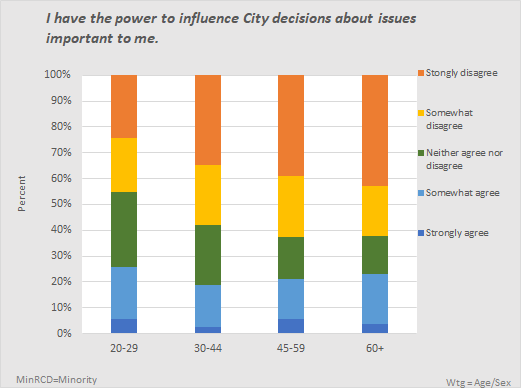 I have the power to influence City decisions about issues
important to me.
100%
90%
80%
70%
60%
50%
40%
30%
20%
10%
0%
Percent
20-29
30-44
45-59
60+
Stongly disagree
Somewhat
disagree
Neither agree nor
disagree
Somewhat agree
Strongly agree
MinRCD=Minority
Wtg = Age/Sex